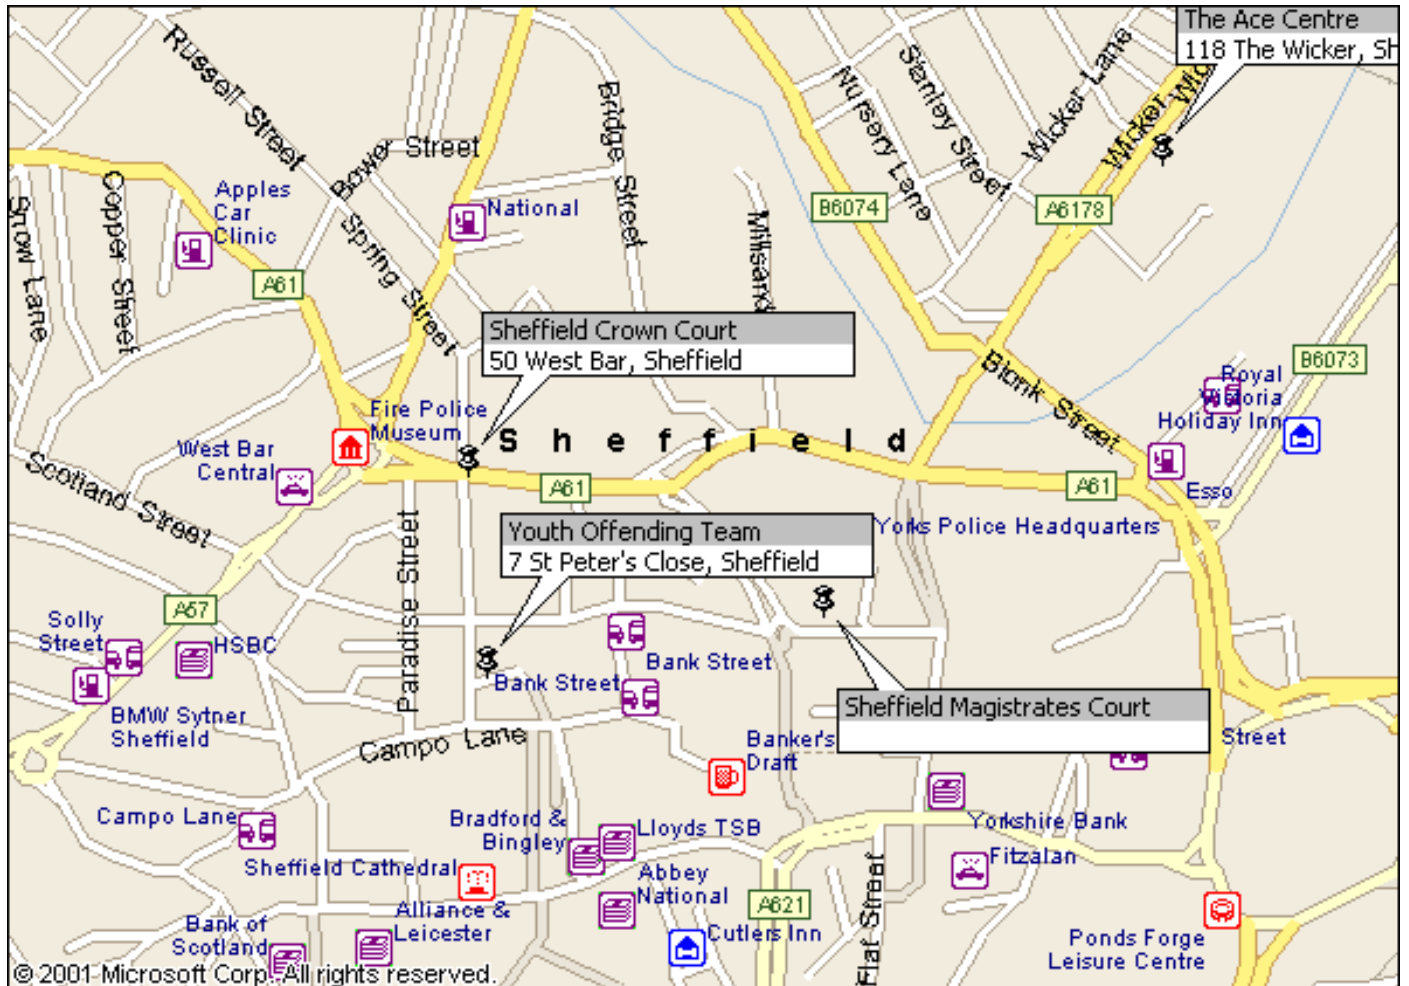 The Ace Centre
118 The Wicker, Sh
Russell Street
Bower Street
Bridge Street
Nursery Lane
Stanley Street
Wicker Lane
Wicker
Wic
Snow Lane
Copper Street
Apples
Car
Clinic
National
Spring Street
Millsand
B6074
A6178
A61
Sheffield Crown Court
50 West Bar, Sheffield
Blonk Street
B6073
Royal
Victoria
Holiday Inn
Fire Police
Museum
Sheffield
West Bar
Central
Scotland Street
A61
A61
Esso
Youth Offending Team
7 St Peter's Close, Sheffield
Yorks Police Headquarters
Paradise Street
A57
Solly
Street
HSBC
Bank Street
Bank Street
BMW Sytner
Sheffield
Sheffield Magistrates Court
Street
Campo Lane
Banker's
Draft
Campo Lane
Bradford &
Bingley
Lloyds TSB
Yorkshire Bank
Fitzalan
Sheffield Cathedral
Abbey
National
A621
Flat Street
Alliance &
Leicester
Bank of
Scotland
Cutlers Inn
Ponds Forge
Leisure Centre
© 2001 Microsoft Corp. All rights reserved.